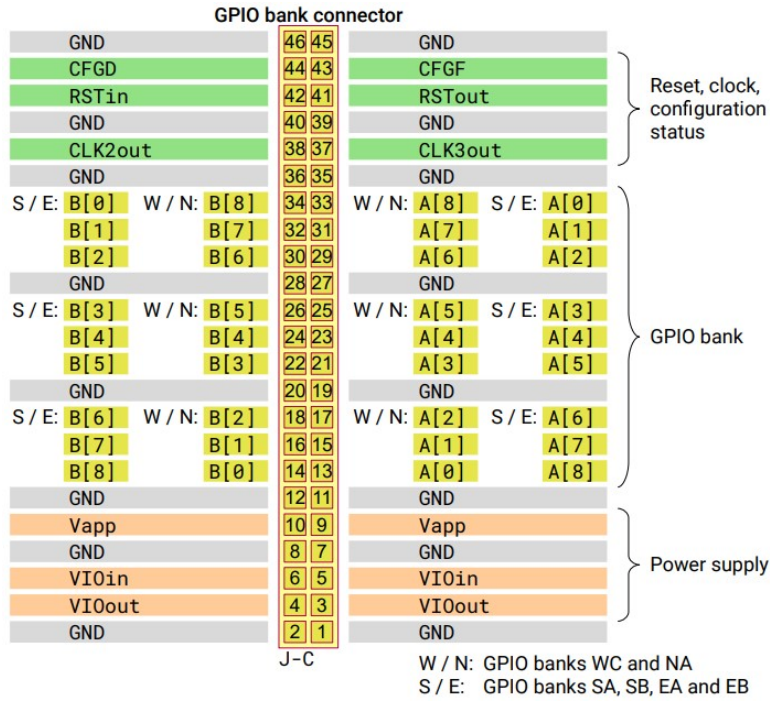 GPIO bank connector
GND 46 45 GND
CFGD 44 43 CFGF
RSTin 42 41 RSTout
GND 40 39 GND
CLK2out 38 37 CLK3out
GND 36 35 GND
Reset, clock,
configuration
status
S / E: B[0] W / N: B[8] 34 33 W / N: A[8] S / E: A[0]
B[1] B[7] 32 31 A[7] A[1]
B[2] B[6] 30 29 A[6] A[2]
GND 28 27 GND
S / E: B[3] W / N: B[5] 26 25 W / N: A[5] S / E: A[3]
B[4] B[4] 24 23 A[4] A[4]
B[5] B[3] 22 21 A[3] A[5]
GND 20 19 GND
S / E: B[6] W / N: B[2] 18 17 W / N: A[2] S / E: A[6]
B[7] B[1] 16 15 A[1] A[7]
B[8] B[0] 14 13 A[0] A[8]
GPIO bank
GND 12 11 GND
Vapp 10 9 Vapp
GND 8 7 GND
VIOin 6 5 VIOin
VIOout 4 3 VIOout
GND 2 1 GND
Power supply
J-C
W / N: GPIO banks WC and NA
S / E: GPIO banks SA, SB, EA and EB